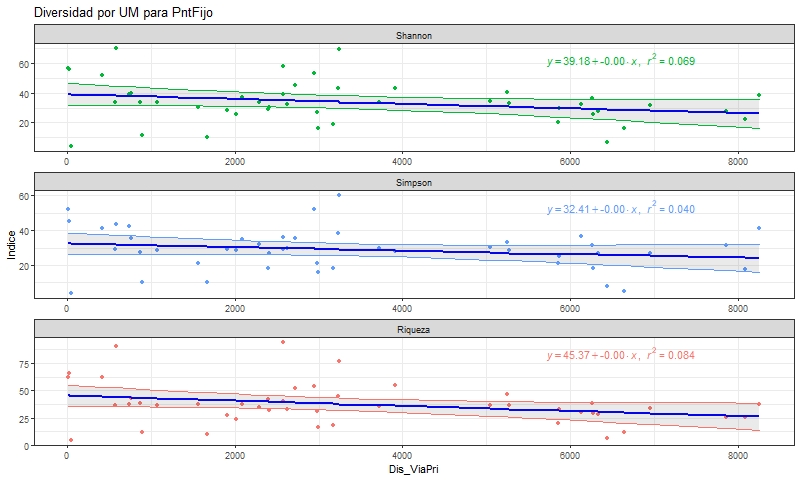 Diversidad por UM para PntFijo
Shannon
y = 39.18 + -0.00 · x, r² = 0.069
60
40
20
0 2000 4000 6000 8000
Simpson
y = 32.41 + -0.00 · x, r² = 0.040
60
40
20
0 2000 4000 6000 8000
Indice
Riqueza
y = 45.37 + -0.00 · x, r² = 0.084
75
50
25
0
0 2000 4000 6000 8000
Dis_ViaPri